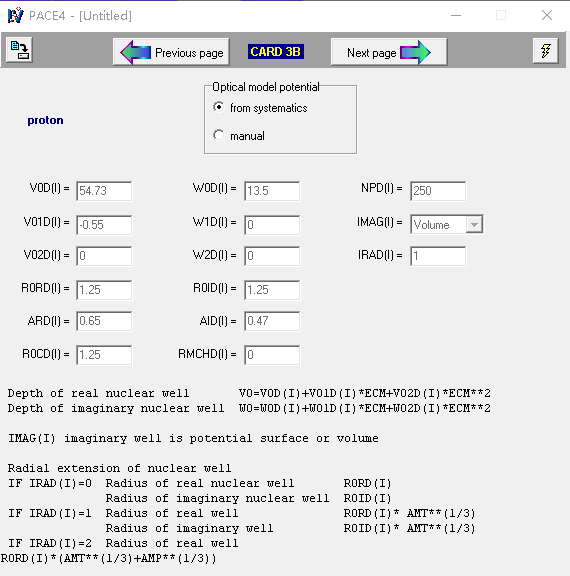 PACE4 - [Untitled]
Previous page
CARD 3B
Next page
Optical model potential
from systematics
manual
proton
V0D(I) = 54.73
W0D(I) = 13.5
NPD(I) = 250
V01D(I) = -0.55
W1D(I) = 0
IMAG(I) = Volume
V02D(I) = 0
W2D(I) = 0
IRAD(I) = 1
R0RD(I) = 1.25
R0ID(I) = 1.25
ARD(I) = 0.65
AID(I) = 0.47
R0CD(I) = 1.25
RMCHD(I) = 0
Depth of real nuclear well V0=V0D(I)+V01D(I)*ECM+V02D(I)*ECM**2
Depth of imaginary nuclear well W0=W0D(I)+W01D(I)*ECM+W02D(I)*ECM**2
IMAG(I) imaginary well is potential surface or volume
Radial extension of nuclear well
IF IRAD(I)=0 Radius of real nuclear well R0RD(I)
Radius of imaginary nuclear well R0ID(I)
IF IRAD(I)=1 Radius of real well R0RD(I)* AMT**(1/3)
Radius of imaginary well R0ID(I)* AMT**(1/3)
IF IRAD(I)=2 Radius of real well
R0RD(I)*(AMT**(1/3)+AMP**(1/3))